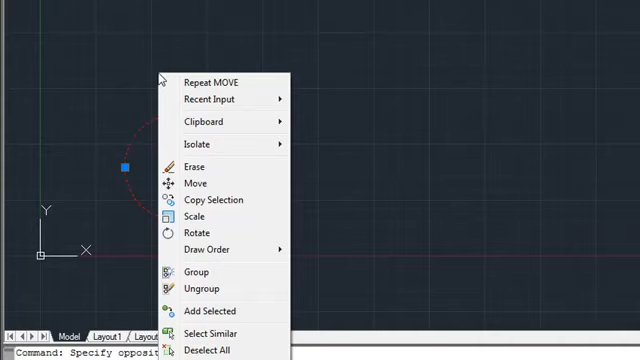 Repeat MOVE
Recent Input
Clipboard
Isolate
Erase
Move
Copy Selection
Scale
Rotate
Draw Order
Group
Ungroup
Add Selected
Select Similar
Deselect All
Y
X
Model
Layout1
Layou
Command: Specify opposit